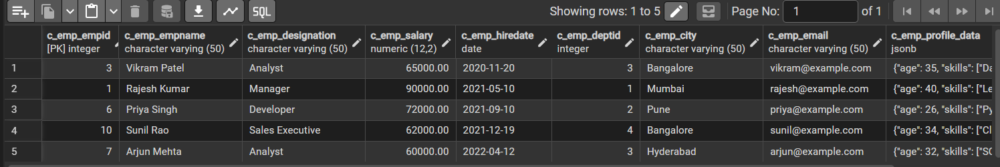 SQL Showing rows: 1 to 5 Page No: 1 of 1
c_emp_empid c_emp_empname c_emp_designation c_emp_salary c_emp_hiredate c_emp_deptid c_emp_city c_emp_email c_emp_profile_data
[PK] integer character varying (50) character varying (50) numeric (12,2) date integer character varying (50) character varying (50) jsonb
1 3 Vikram Patel Analyst 65000.00 2020-11-20 3 Bangalore vikram@example.com {"age": 35, "skills": ["Da
2 1 Rajesh Kumar Manager 90000.00 2021-05-10 1 Mumbai rajesh@example.com {"age": 40, "skills": ["Le
3 6 Priya Singh Developer 72000.00 2021-09-10 2 Pune priya@example.com {"age": 26, "skills": ["Py
4 10 Sunil Rao Sales Executive 62000.00 2021-12-19 4 Bangalore sunil@example.com {"age": 34, "skills": ["Cl
5 7 Arjun Mehta Analyst 60000.00 2022-04-12 3 Hyderabad arjun@example.com {"age": 32, "skills": ["SQ